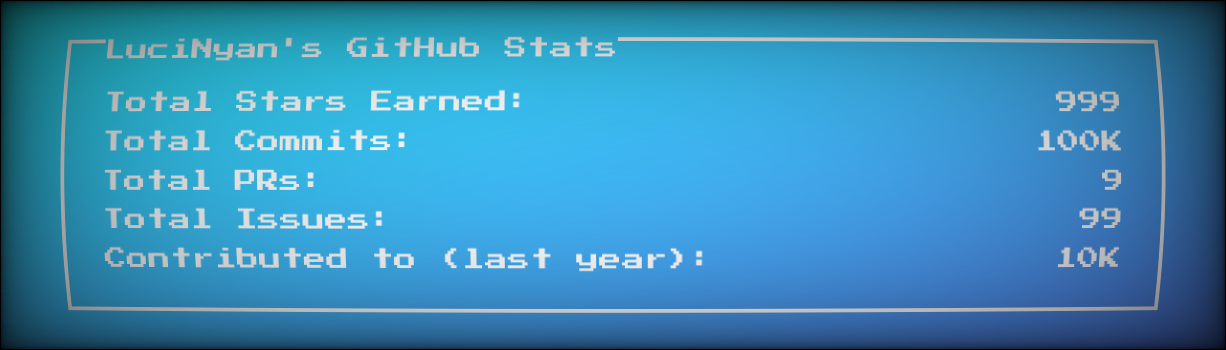 LuciNyan's GitHub Stats
Total Stars Earned: 999
Total Commits: 100K
Total PRs: 9
Total Issues: 99
Contributed to (last year): 10K